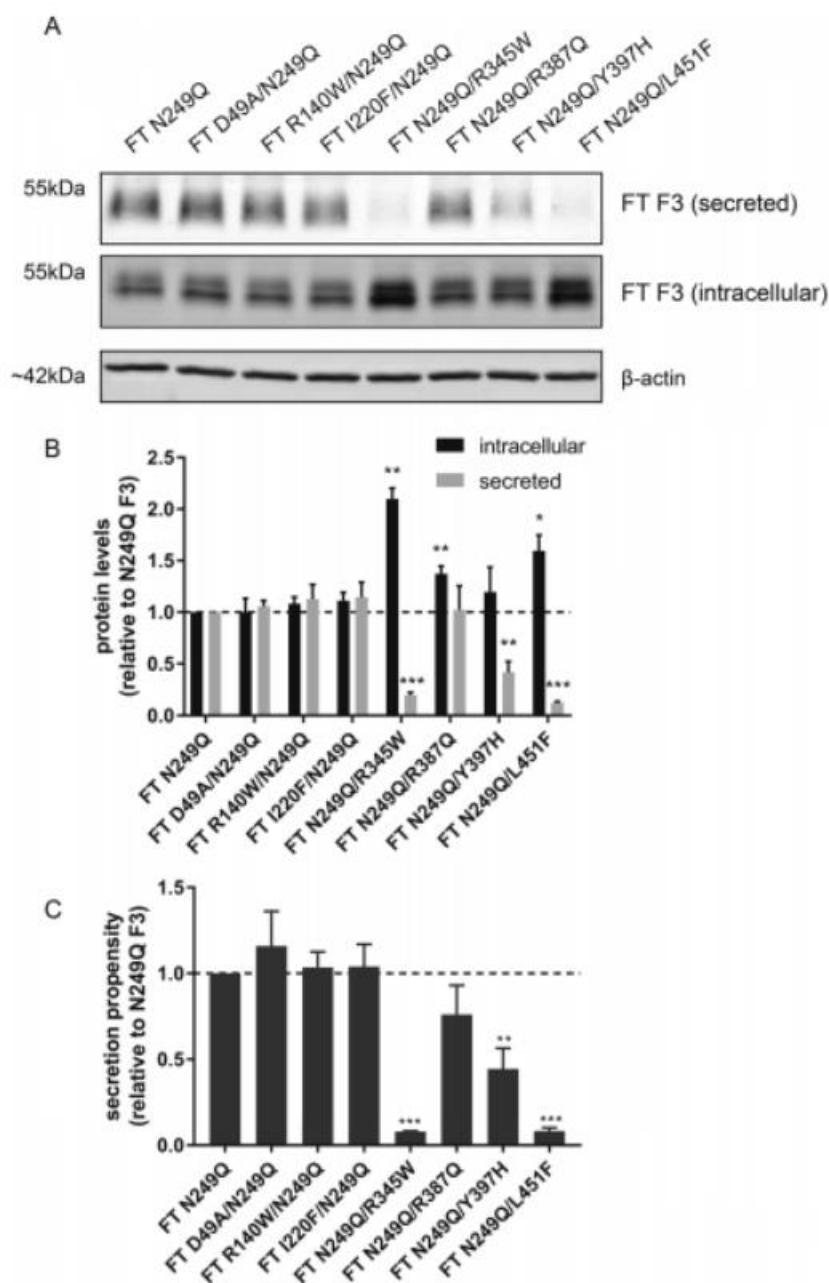 A
FT N249Q
FT D49A/N249Q
FT R140W/N249Q
FT I220F/N249Q
FT N249Q/R345W
FT N249Q/R387Q
FT N249Q/Y397H
FT N249Q/L451F
55kDa
FT F3 (secreted)
55kDa
FT F3 (intracellular)
~42kDa
β-actin
B
intracellular
secreted
protein levels
(relative to N249Q F3)
2.5
2.0
1.5
1.0
0.5
0.0
**
***
**
**
*
***
FT N249Q
FT D49A/N249Q
FT R140W/N249Q
FT I220F/N249Q
FT N249Q/R345W
FT N249Q/R387Q
FT N249Q/Y397H
FT N249Q/L451F
C
secretion propensity
(relative to N249Q F3)
1.5
1.0
0.5
0.0
***
**
***
FT N249Q
FT D49A/N249Q
FT R140W/N249Q
FT I220F/N249Q
FT N249Q/R345W
FT N249Q/R387Q
FT N249Q/Y397H
FT N249Q/L451F